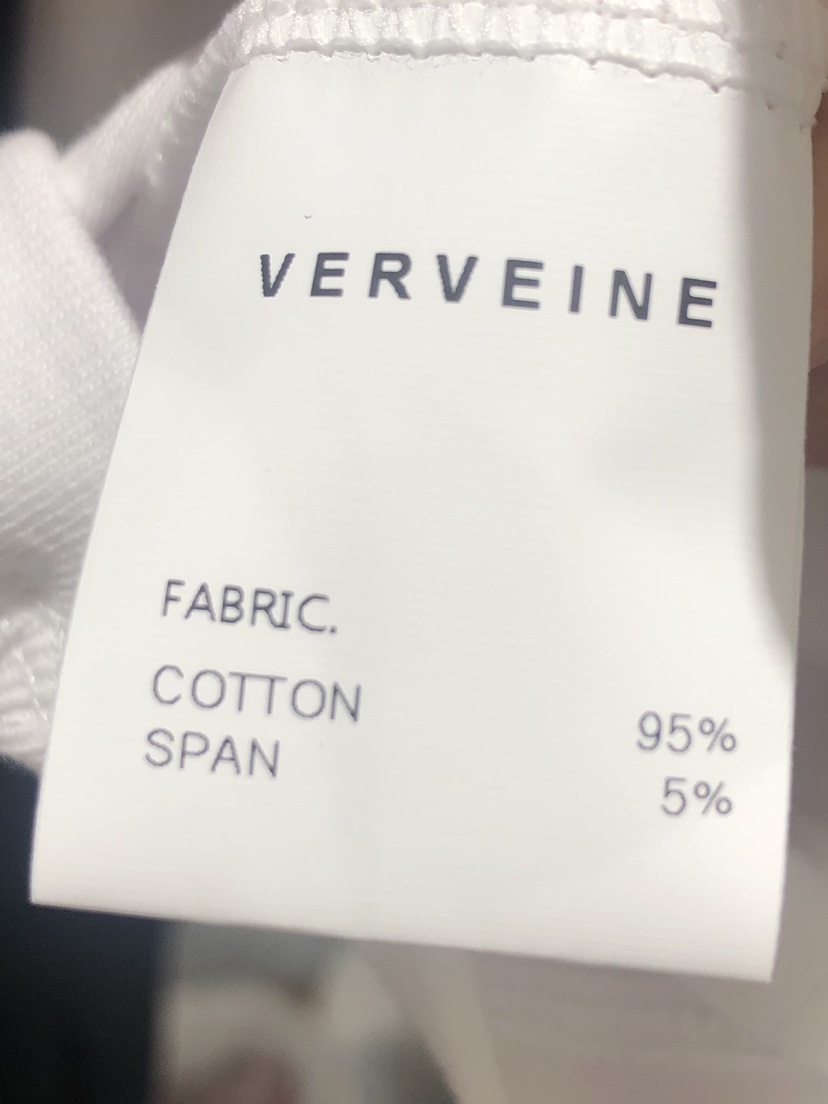 VERVEINE
FABRIC.
COTTON 95%
SPAN 5%